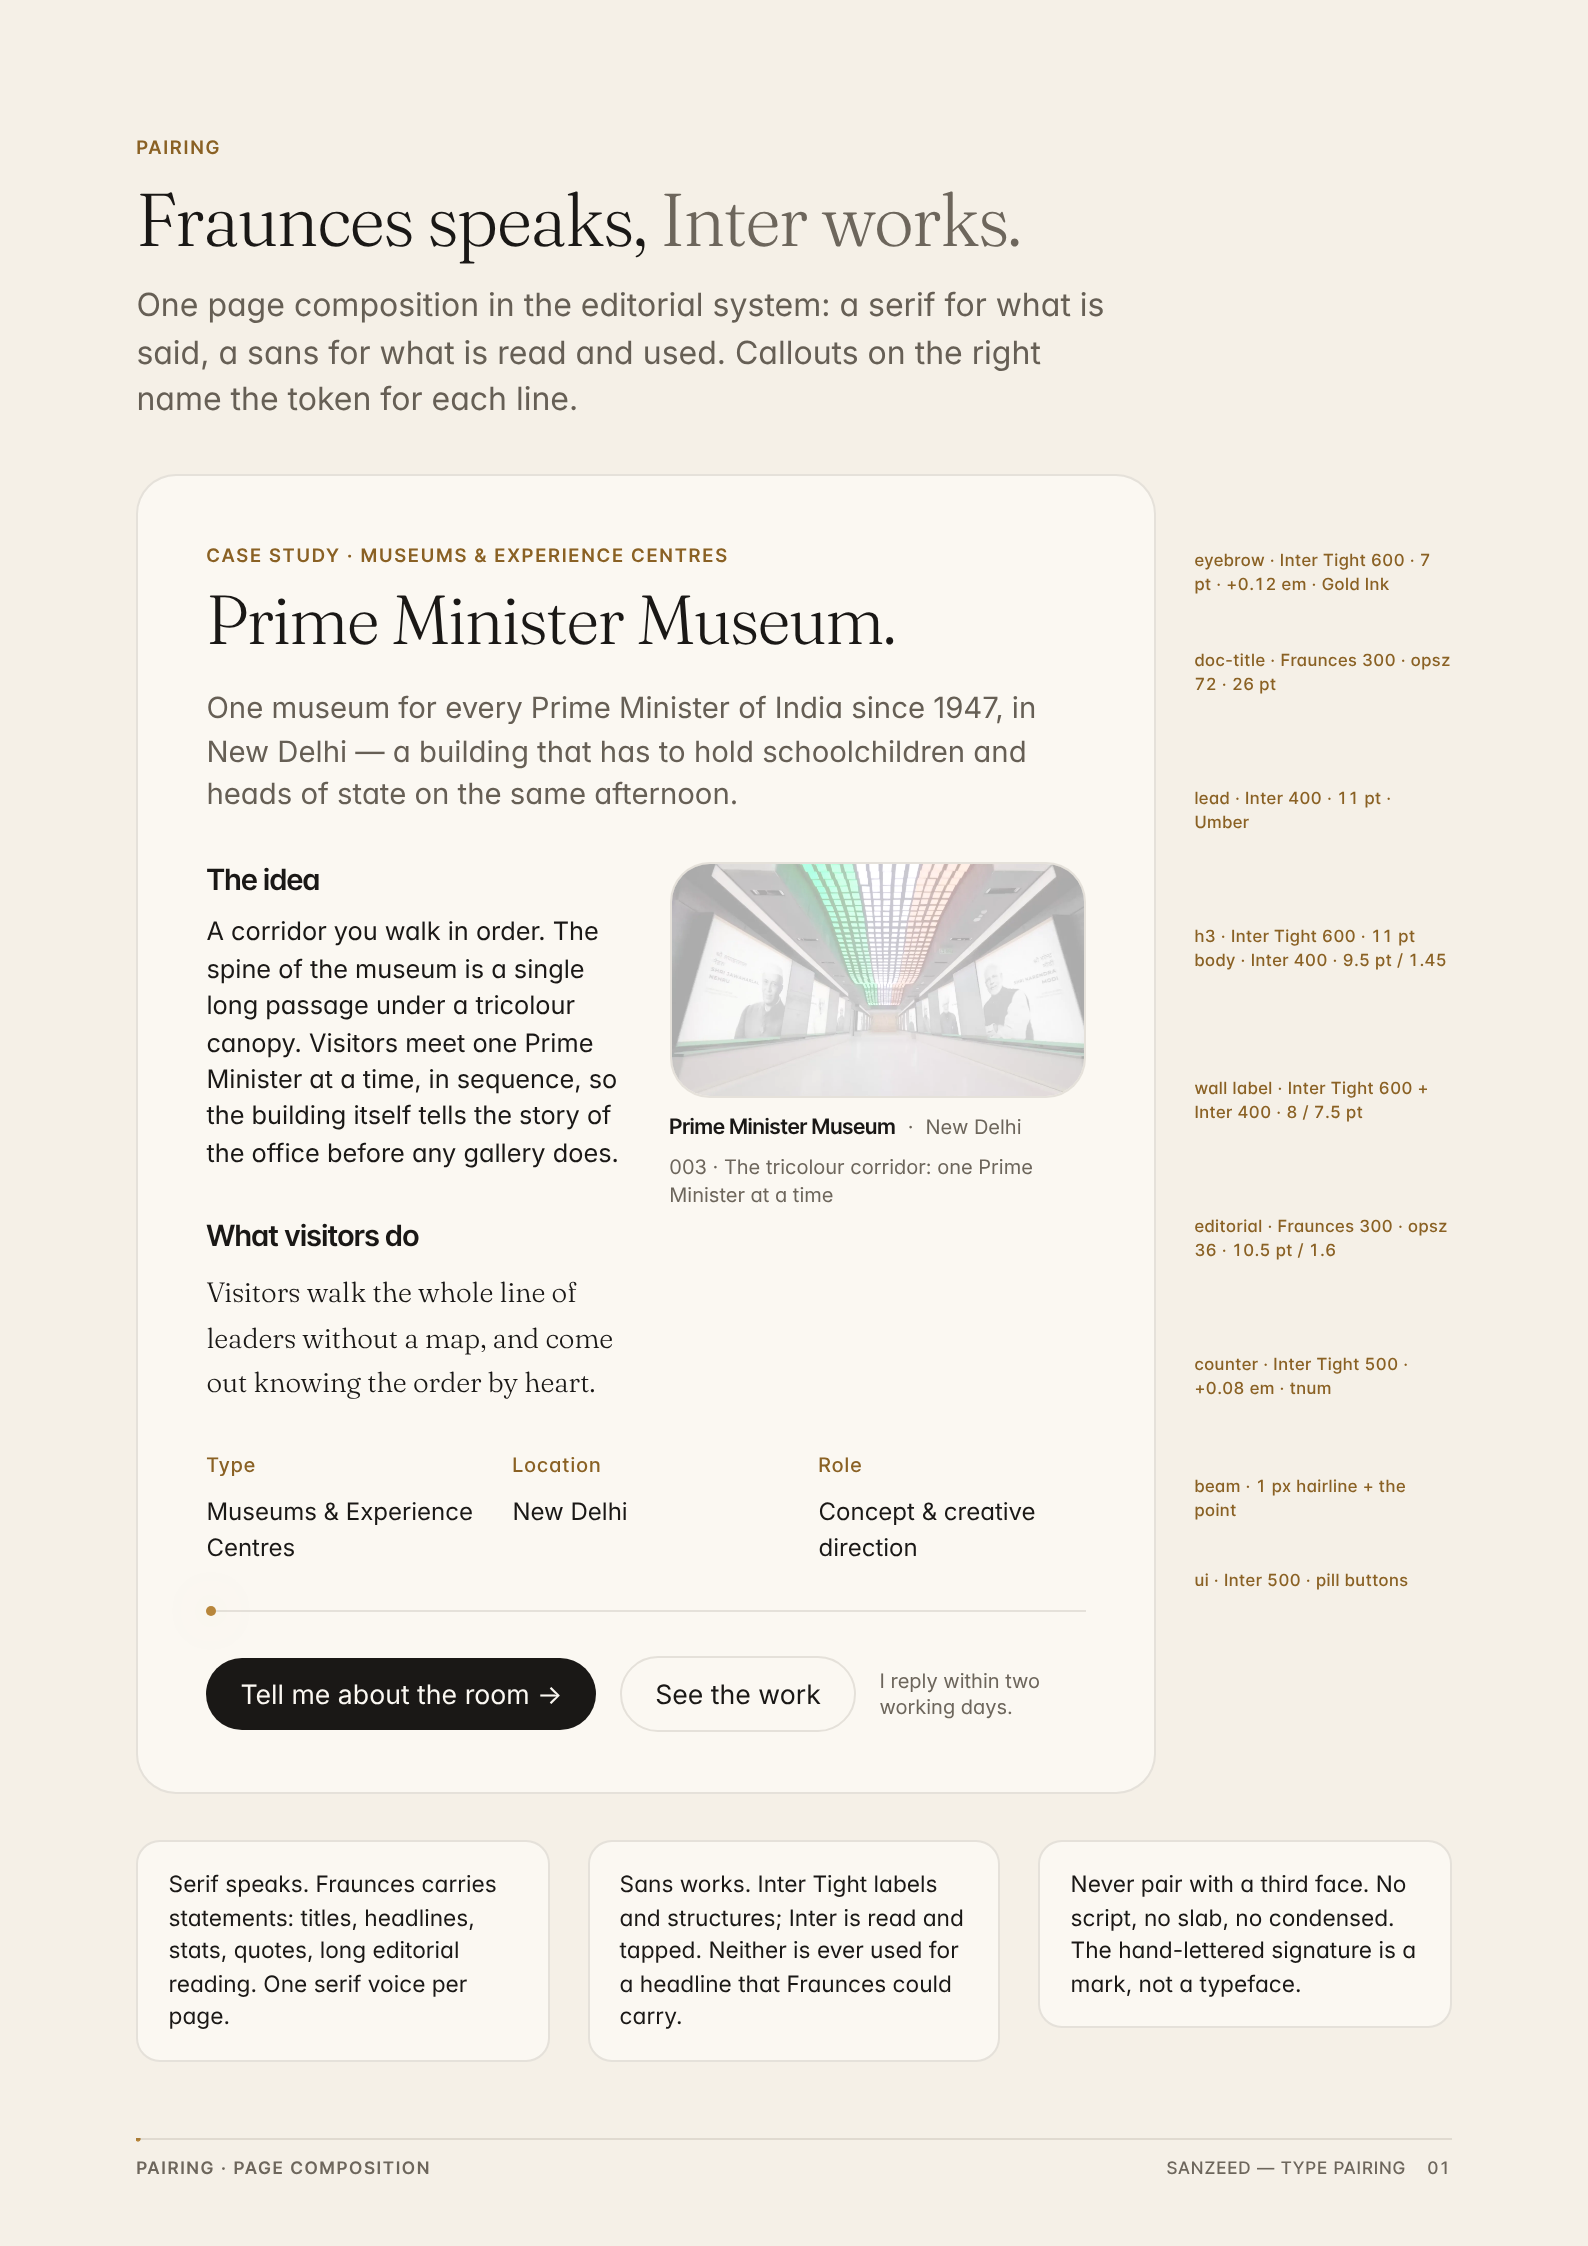 PAIRING
Fraunces speaks, Inter works.
One page composition in the editorial system: a serif for what is
said, a sans for what is read and used. Callouts on the right
name the token for each line.
CASE STUDY · MUSEUMS & EXPERIENCE CENTRES
Prime Minister Museum.
One museum for every Prime Minister of India since 1947, in
New Delhi — a building that has to hold schoolchildren and
heads of state on the same afternoon.
The idea
A corridor you walk in order. The
spine of the museum is a single
long passage under a tricolour
canopy. Visitors meet one Prime
Minister at a time, in sequence, so
the building itself tells the story of
the office before any gallery does.
Prime Minister Museum · New Delhi
003 · The tricolour corridor: one Prime
Minister at a time
What visitors do
Visitors walk the whole line of
leaders without a map, and come
out knowing the order by heart.
Type
Museums & Experience
Centres
Location
New Delhi
Role
Concept & creative
direction
Tell me about the room →
See the work
I reply within two
working days.
eyebrow · Inter Tight 600 · 7
pt · +0.12 em · Gold Ink
doc-title · Fraunces 300 · opsz
72 · 26 pt
lead · Inter 400 · 11 pt ·
Umber
h3 · Inter Tight 600 · 11 pt
body · Inter 400 · 9.5 pt / 1.45
wall label · Inter Tight 600 +
Inter 400 · 8 / 7.5 pt
editorial · Fraunces 300 · opsz
36 · 10.5 pt / 1.6
counter · Inter Tight 500 ·
+0.08 em · tnum
beam · 1 px hairline + the
point
ui · Inter 500 · pill buttons
Serif speaks. Fraunces carries
statements: titles, headlines,
stats, quotes, long editorial
reading. One serif voice per
page.
Sans works. Inter Tight labels
and structures; Inter is read and
tapped. Neither is ever used for
a headline that Fraunces could
carry.
Never pair with a third face. No
script, no slab, no condensed.
The hand-lettered signature is a
mark, not a typeface.
PAIRING · PAGE COMPOSITION
SANZEED — TYPE PAIRING 01